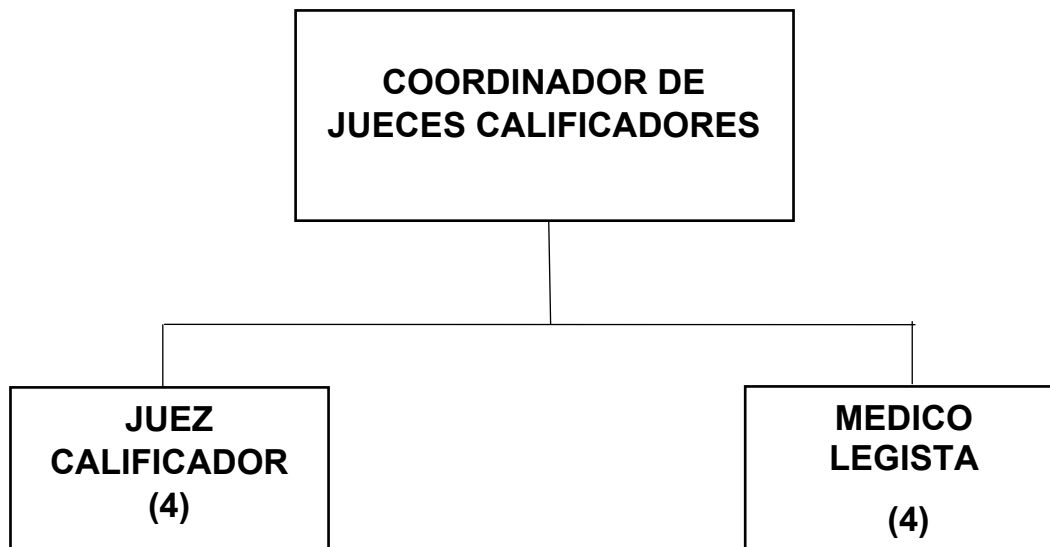 COORDINADOR DE
JUECES CALIFICADORES
JUEZ
CALIFICADOR
(4)
MEDICO
LEGISTA
(4)